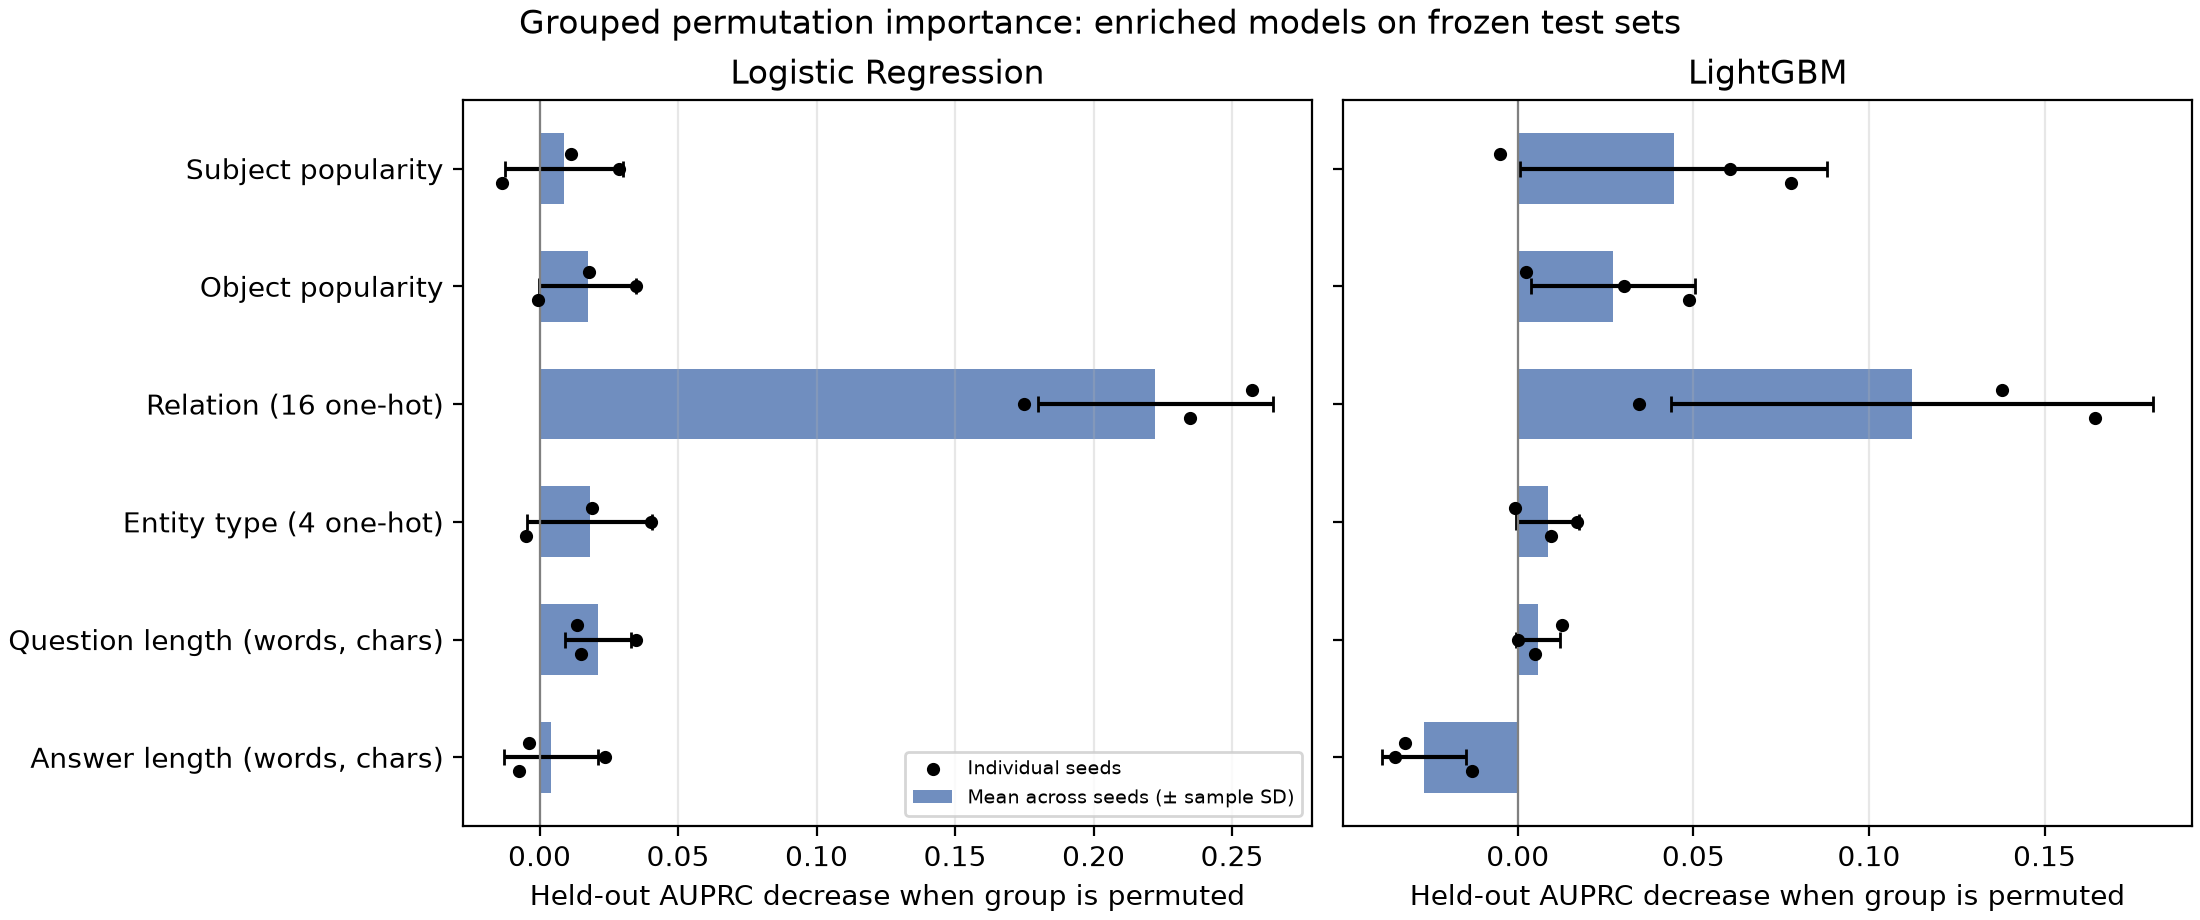 Grouped permutation importance: enriched models on frozen test sets
Logistic Regression
LightGBM
Subject popularity
Object popularity
Relation (16 one-hot)
Entity type (4 one-hot)
Question length (words, chars)
Answer length (words, chars)
Individual seeds
Mean across seeds (± sample SD)
0.00 0.05 0.10 0.15 0.20 0.25
0.00 0.05 0.10 0.15
Held-out AUPRC decrease when group is permuted
Held-out AUPRC decrease when group is permuted